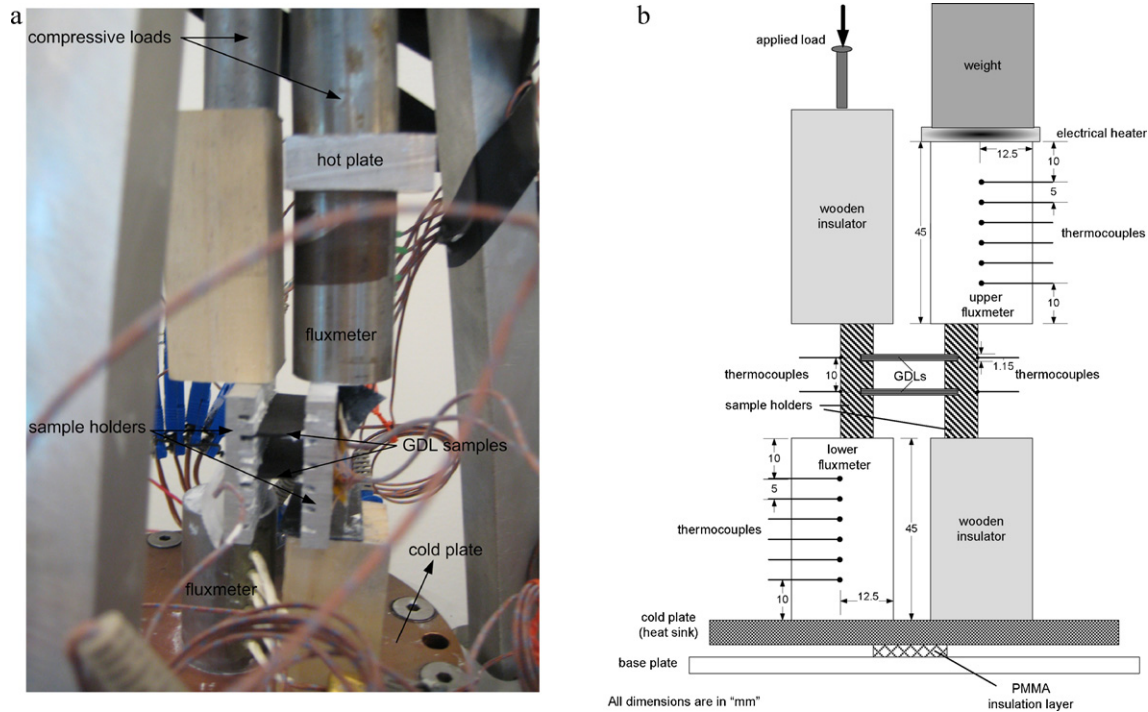 a
compressive loads
hot plate
fluxmeter
sample holders
GDL samples
cold plate
fluxmeter
b
applied load
weight
electrical heater
12.5
10
5
wooden
insulator
45
thermocouples
upper
fluxmeter
10
thermocouples
10
GDLs
1.15
thermocouples
sample holders
10
lower
fluxmeter
5
thermocouples
45
wooden
insulator
10
12.5
cold plate
(heat sink)
base plate
All dimensions are in "mm"
PMMA
insulation layer